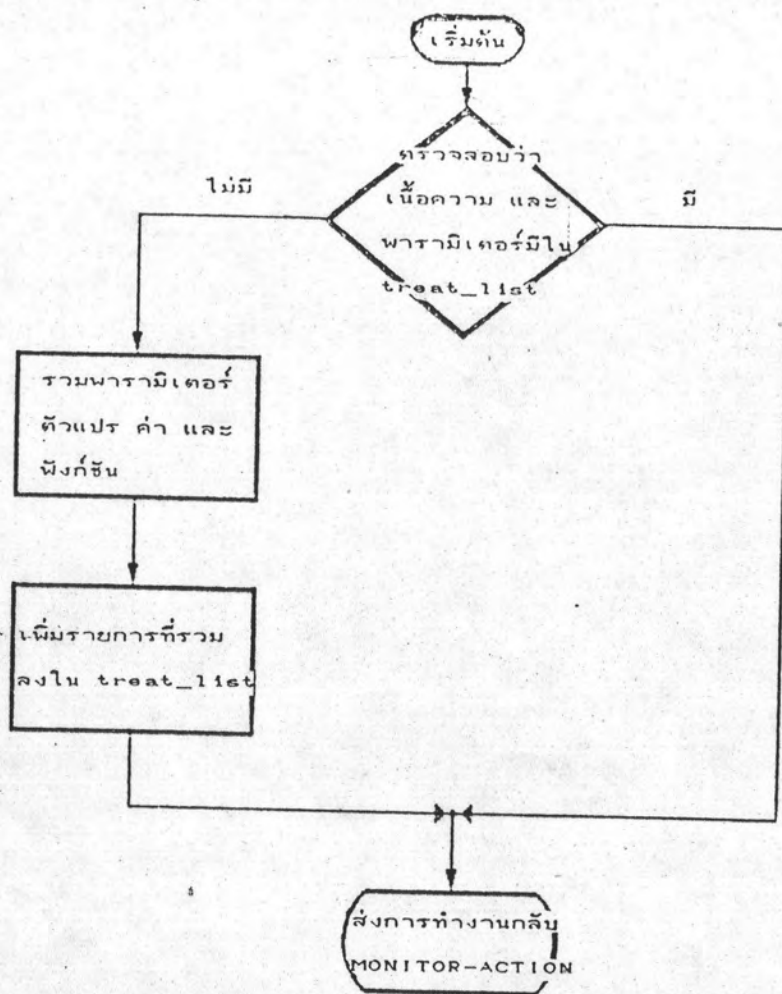 เริ่มต้น
ตรวจสอบว่า
เนื้อความ และ
พารามิเตอร์มีใน
treat_list
ไม่มี
มี
รวมพารามิเตอร์
ตัวแปร ค่า และ
ฟังก์ชัน
เพิ่มรายการที่รวม
ลงใน treat_list
ส่งการทำงานกลับ
MONITOR-ACTION